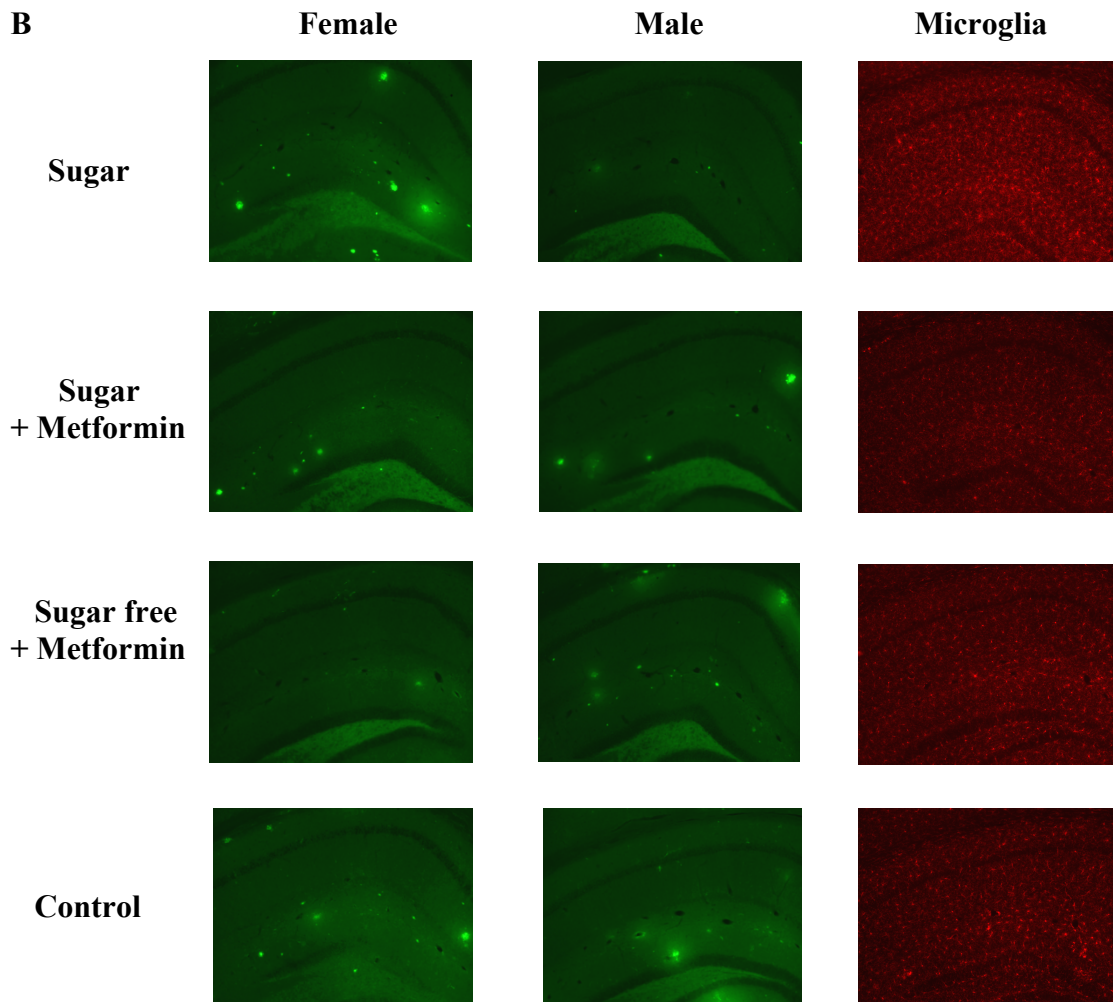 B
Female
Male
Microglia
Sugar
Sugar
+ Metformin
Sugar free
+ Metformin
Control